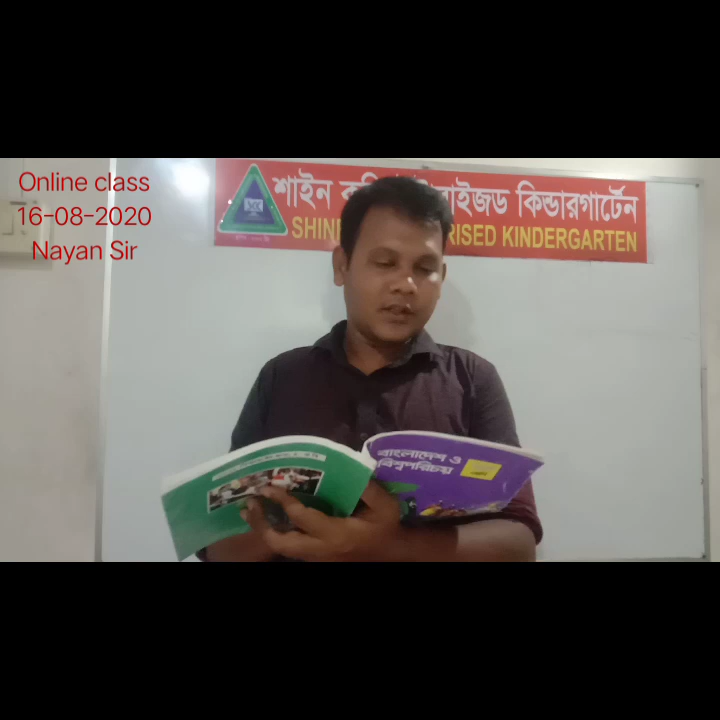 Online class
16-08-2020
Nayan Sir
শাইন রাইজড কিন্ডারগার্টেন
SHIN RISED KINDERGARTEN
বাংলাদেশ ও
বিশ্বপরিচয়